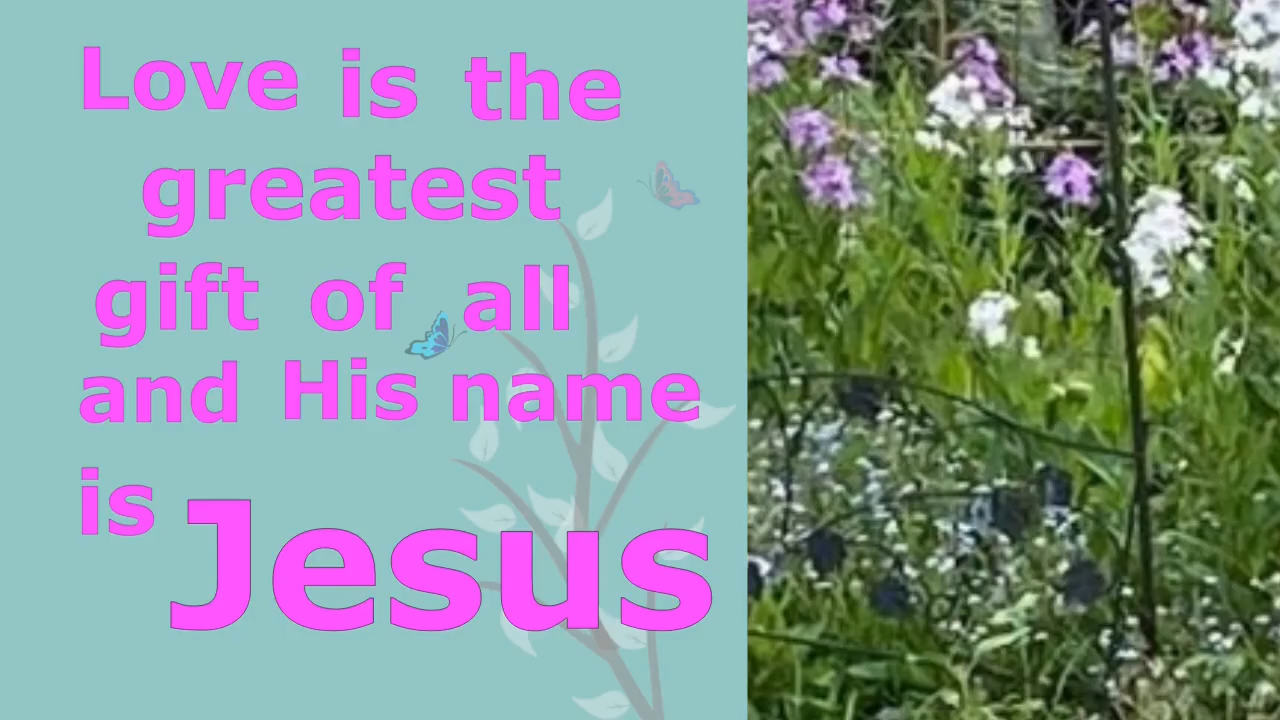 Love is the
greatest
gift of all
and His name
is Jesus